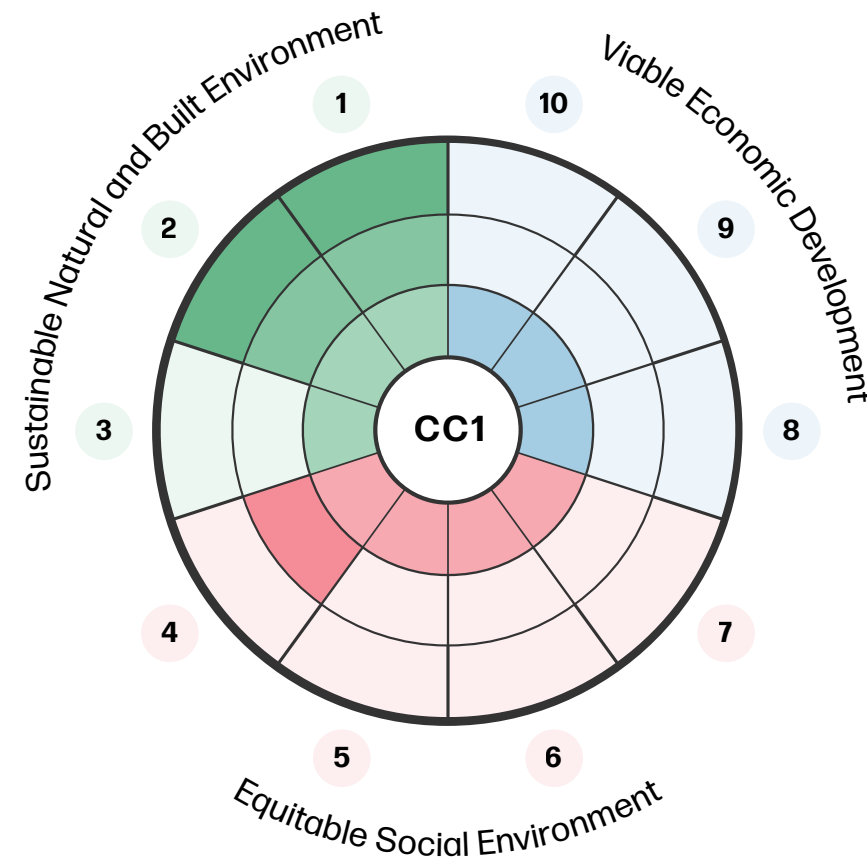 Sustainable Natural and Built Environment
Viable Economic Development
1
10
2
9
3
CC1
8
4
7
5
6
Equitable Social Environment